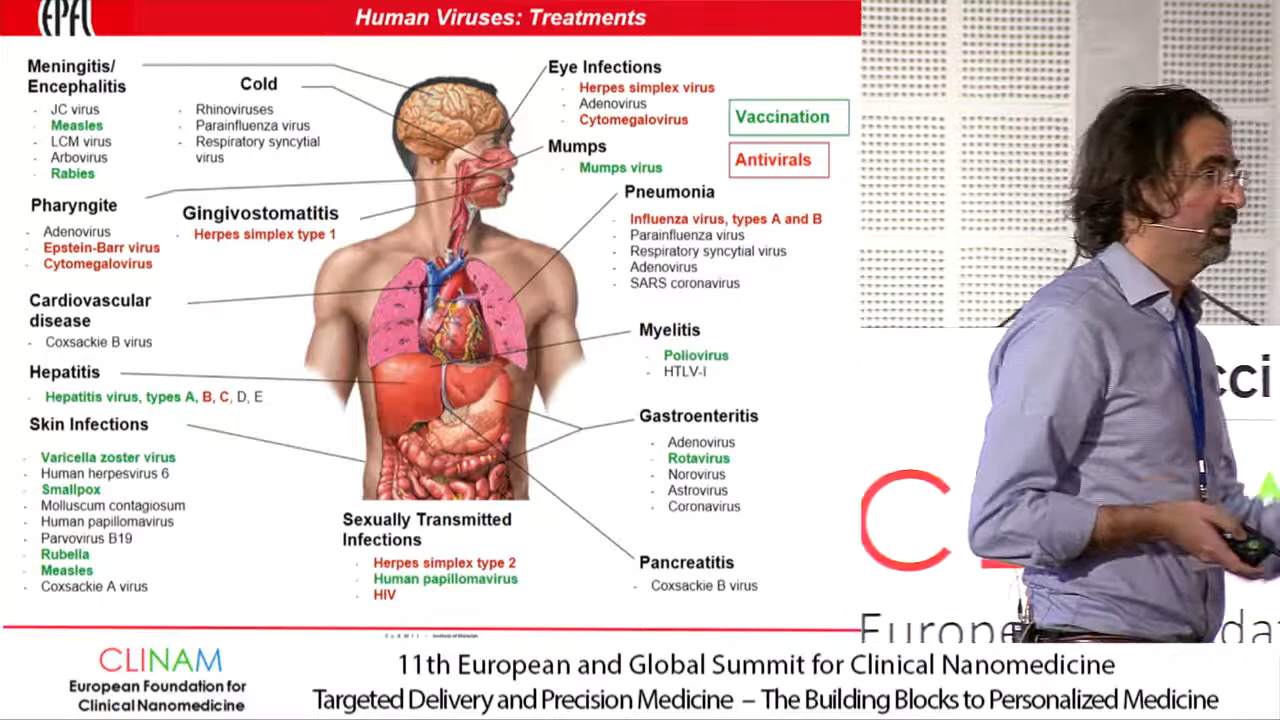 EPFL
Human Viruses: Treatments
Meningitis/
Encephalitis
- JC virus
- Measles
- LCM virus
- Arbovirus
- Rabies
Cold
- Rhinoviruses
- Parainfluenza virus
- Respiratory syncytial
virus
Eye Infections
- Herpes simplex virus
- Adenovirus
- Cytomegalovirus
Vaccination
Antivirals
Mumps
- Mumps virus
Pharyngite
- Adenovirus
- Epstein-Barr virus
- Cytomegalovirus
Gingivostomatitis
- Herpes simplex type 1
Pneumonia
- Influenza virus, types A and B
- Parainfluenza virus
- Respiratory syncytial virus
- Adenovirus
- SARS coronavirus
Cardiovascular
disease
- Coxsackie B virus
Hepatitis
- Hepatitis virus, types A, B, C, D, E
Skin Infections
- Varicella zoster virus
- Human herpesvirus 6
- Smallpox
- Molluscum contagiosum
- Human papillomavirus
- Parvovirus B19
- Rubella
- Measles
- Coxsackie A virus
Myelitis
- Poliovirus
- HTLV-I
Gastroenteritis
- Adenovirus
- Rotavirus
- Norovirus
- Astrovirus
- Coronavirus
Sexually Transmitted
Infections
- Herpes simplex type 2
- Human papillomavirus
- HIV
Pancreatitis
- Coxsackie B virus
cci
CL
Europe
da
CLINAM
European Foundation for
Clinical Nanomedicine
11th European and Global Summit for Clinical Nanomedicine
Targeted Delivery and Precision Medicine – The Building Blocks to Personalized Medicine